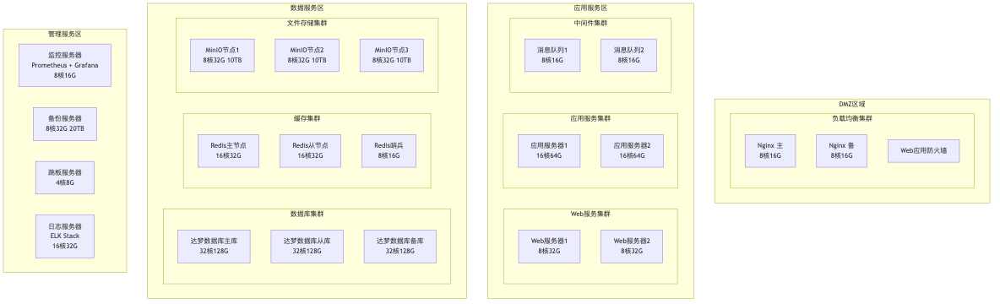 管理服务区
监控服务器
Prometheus + Grafana
8核16G
备份服务器
8核32G 20TB
跳板服务器
4核8G
日志服务器
ELK Stack
16核32G
数据服务区
文件存储集群
MinIO节点1
8核32G 10TB
MinIO节点2
8核32G 10TB
MinIO节点3
8核32G 10TB
缓存集群
Redis主节点
16核32G
Redis从节点
16核32G
Redis哨兵
8核16G
数据库集群
达梦数据库主库
32核128G
达梦数据库从库
32核128G
达梦数据库备库
32核128G
应用服务区
中间件集群
消息队列1
8核16G
消息队列2
8核16G
应用服务集群
应用服务器1
16核64G
应用服务器2
16核64G
Web服务集群
Web服务器1
8核32G
Web服务器2
8核32G
DMZ区域
负载均衡集群
Nginx 主
8核16G
Nginx 备
8核16G
Web应用防火墙